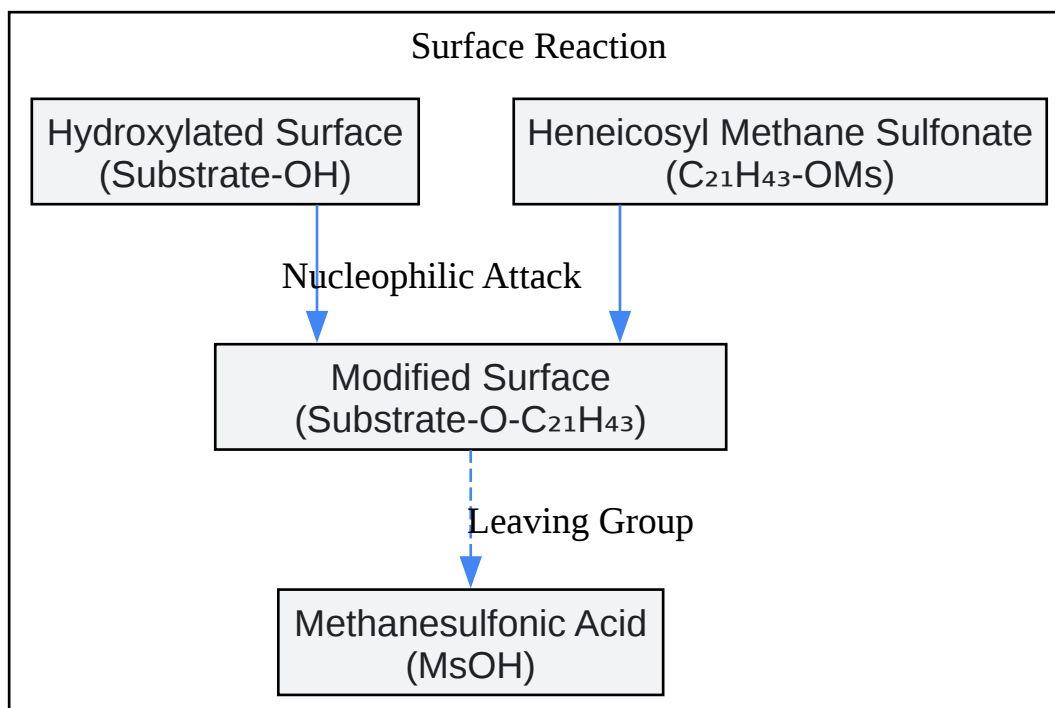 Surface Reaction
Hydroxylated Surface
(Substrate-OH)
Heneicosyl Methane Sulfonate
(C₂₁H₄₃-OMs)
Nucleophilic Attack
Modified Surface
(Substrate-O-C₂₁H₄₃)
Leaving Group
Methanesulfonic Acid
(MsOH)